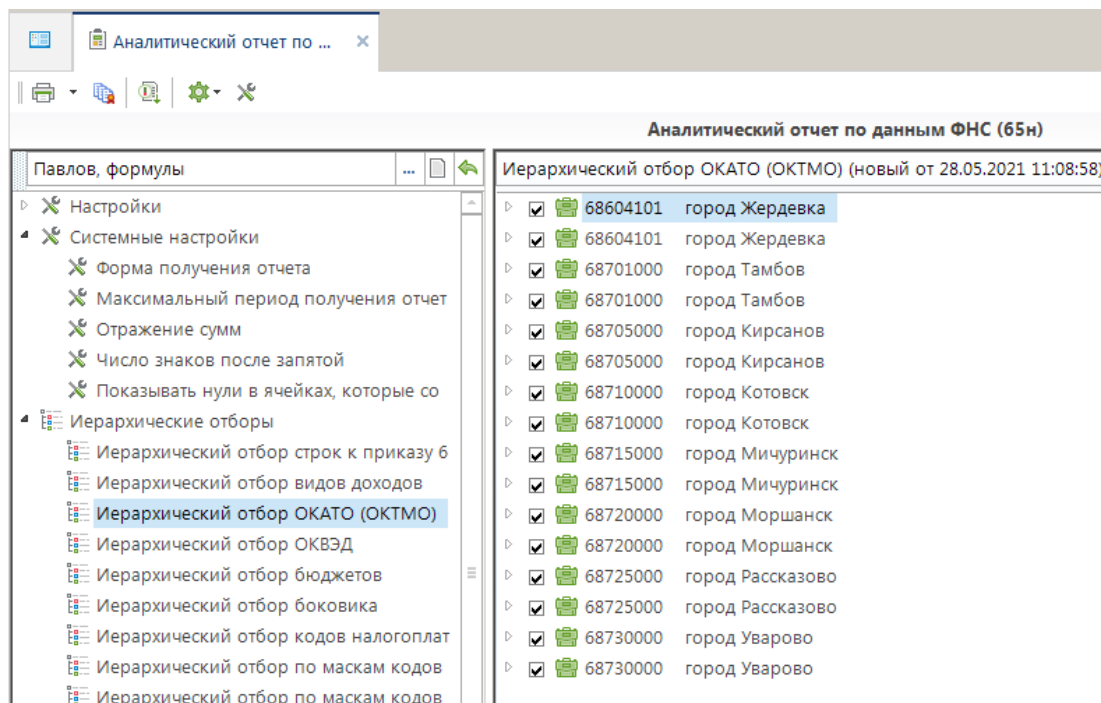 Аналитический отчет по ...
Аналитический отчет по данным ФНС (65н)
Павлов, формулы
...
Настройки
Системные настройки
Форма получения отчета
Максимальный период получения отчет
Отражение сумм
Число знаков после запятой
Показывать нули в ячейках, которые со
Иерархические отборы
Иерархический отбор строк к приказу 6
Иерархический отбор видов доходов
Иерархический отбор ОКАТО (ОКТМО)
Иерархический отбор ОКВЭД
Иерархический отбор бюджетов
Иерархический отбор боковика
Иерархический отбор кодов налогоплат
Иерархический отбор по маскам кодов
Иерархический отбор по маскам кодов
Иерархический отбор ОКАТО (ОКТМО) (новый от 28.05.2021 11:08:58)
68604101 город Жердевка
68604101 город Жердевка
68701000 город Тамбов
68701000 город Тамбов
68705000 город Кирсанов
68705000 город Кирсанов
68710000 город Котовск
68710000 город Котовск
68715000 город Мичуринск
68715000 город Мичуринск
68720000 город Моршанск
68720000 город Моршанск
68725000 город Рассказово
68725000 город Рассказово
68730000 город Уварово
68730000 город Уварово